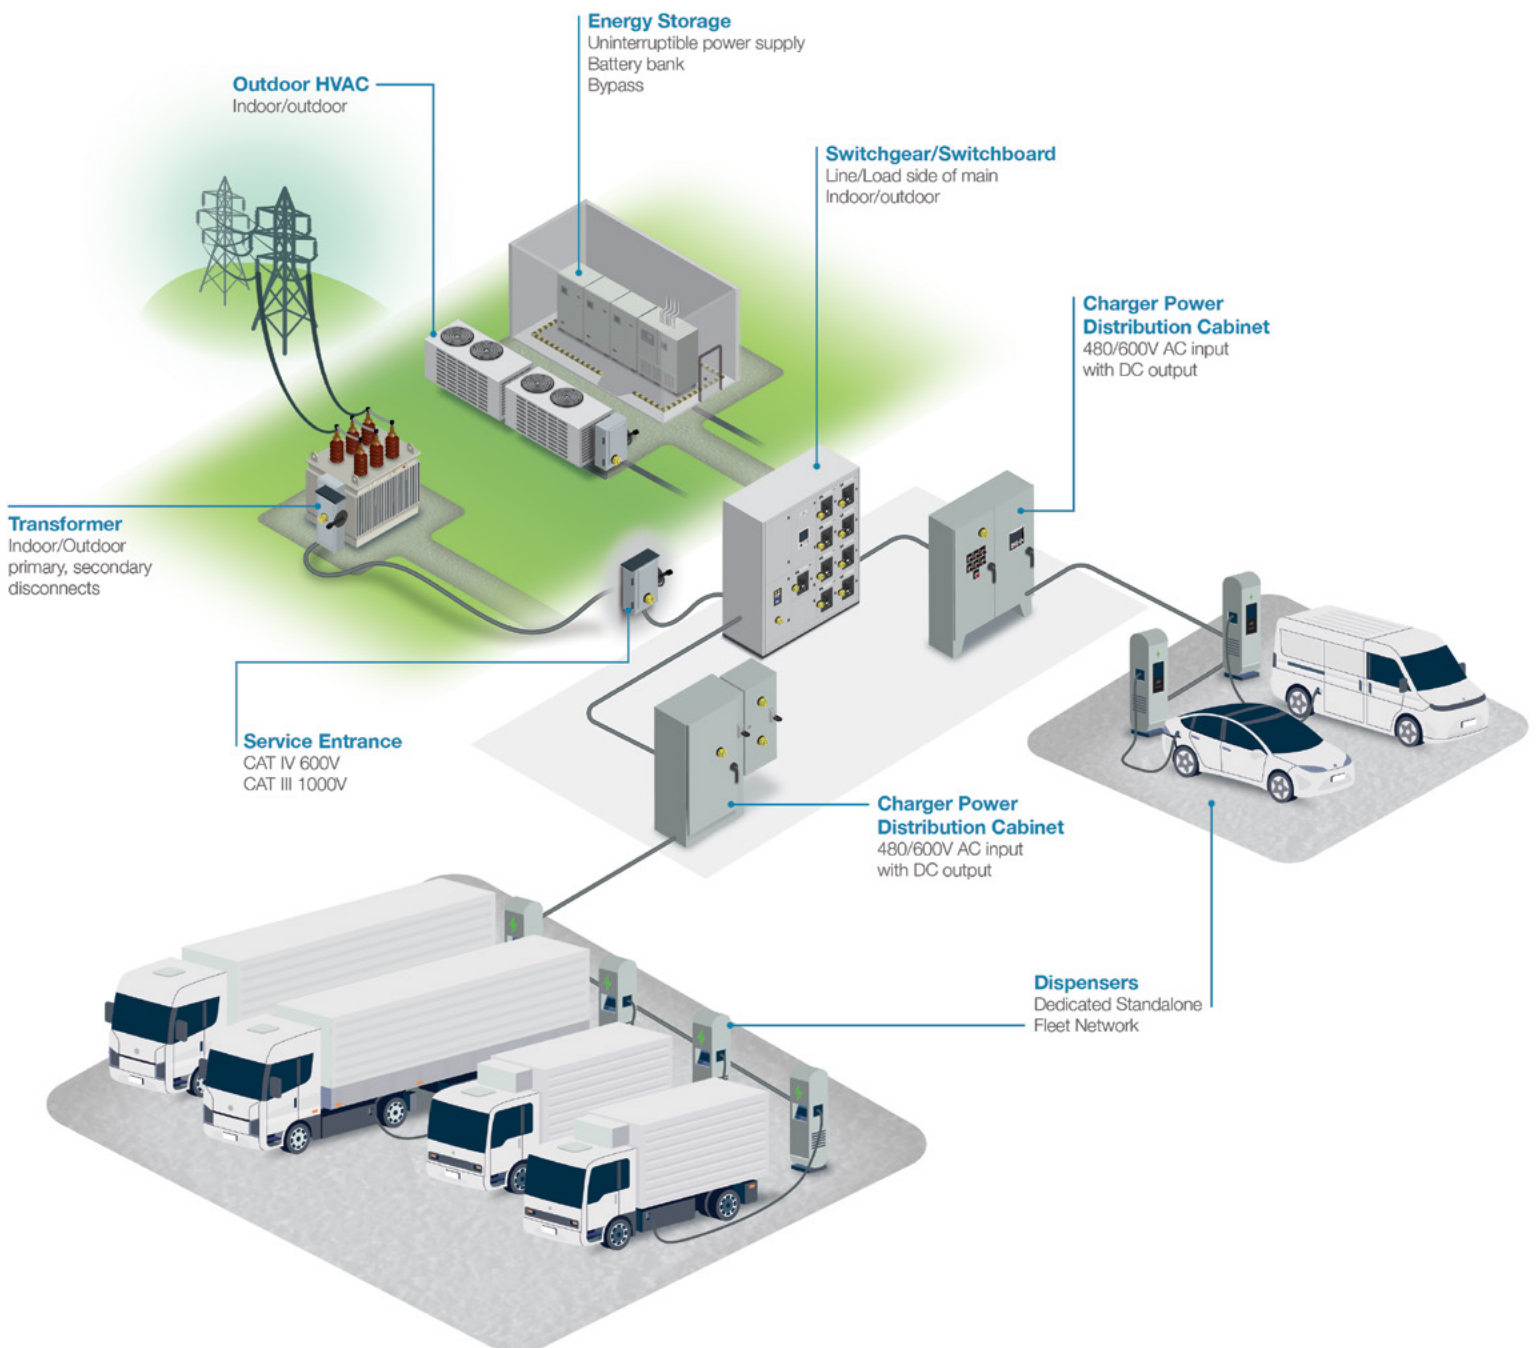 Energy Storage
Uninterruptible power supply
Battery bank
Bypass
Outdoor HVAC
Indoor/outdoor
Switchgear/Switchboard
Line/Load side of main
Indoor/outdoor
Charger Power
Distribution Cabinet
480/600V AC input
with DC output
Transformer
Indoor/Outdoor
primary, secondary
disconnects
Service Entrance
CAT IV 600V
CAT III 1000V
Charger Power
Distribution Cabinet
480/600V AC input
with DC output
Dispensers
Dedicated Standalone
Fleet Network